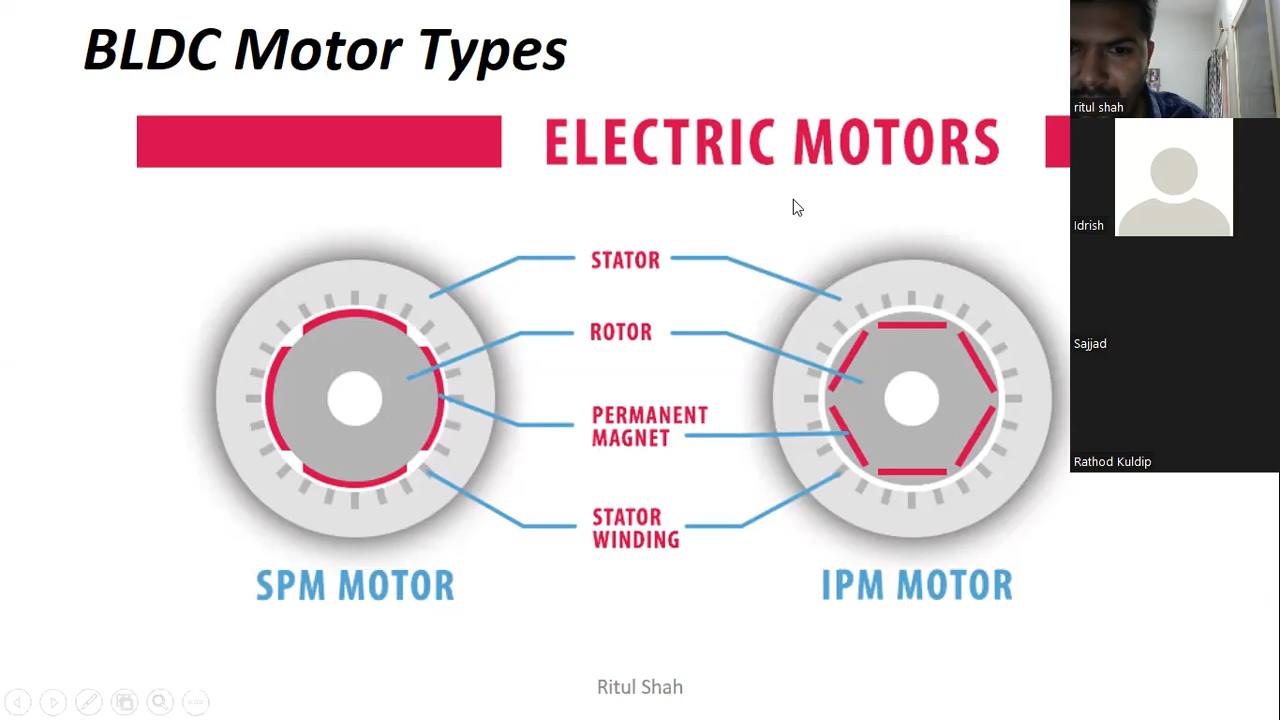 BLDC Motor Types
ELECTRIC MOTORS
STATOR
ROTOR
PERMANENT
MAGNET
STATOR
WINDING
SPM MOTOR
IPM MOTOR
Ritul Shah
ritul shah
Idrish
Sajjad
Rathod Kuldip